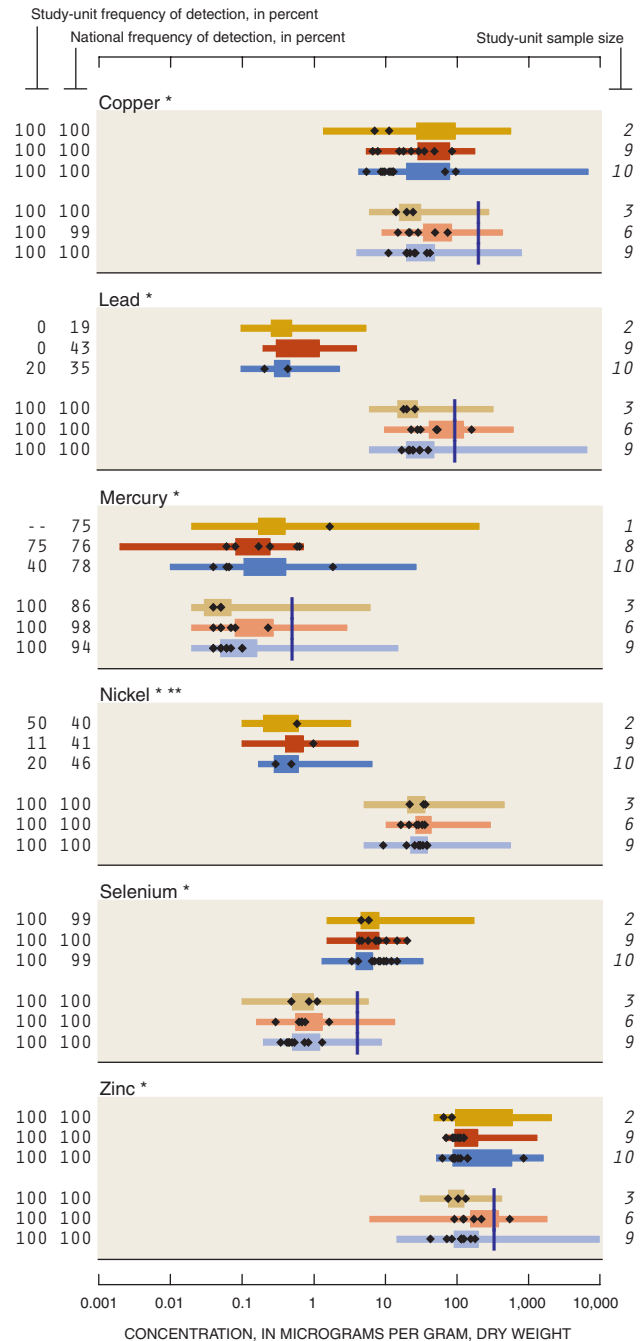 Study-unit frequency of detection, in percent
National frequency of detection, in percent
Study-unit sample size
Copper *
100 100 2
100 100 9
100 100 10
100 100 3
100 99 6
100 100 9
Lead *
0 19 2
0 43 9
20 35 10
100 100 3
100 100 6
100 100 9
Mercury *
-- 75 1
75 76 8
40 78 10
100 86 3
100 98 6
100 94 9
Nickel * **
50 40 2
11 41 9
20 46 10
100 100 3
100 100 6
100 100 9
Selenium *
100 99 2
100 100 9
100 99 10
100 100 3
100 100 6
100 100 9
Zinc *
100 100 2
100 100 9
100 100 10
100 100 3
100 100 6
100 100 9
0.001 0.01 0.1 1 10 100 1,000 10,000
CONCENTRATION, IN MICROGRAMS PER GRAM, DRY WEIGHT